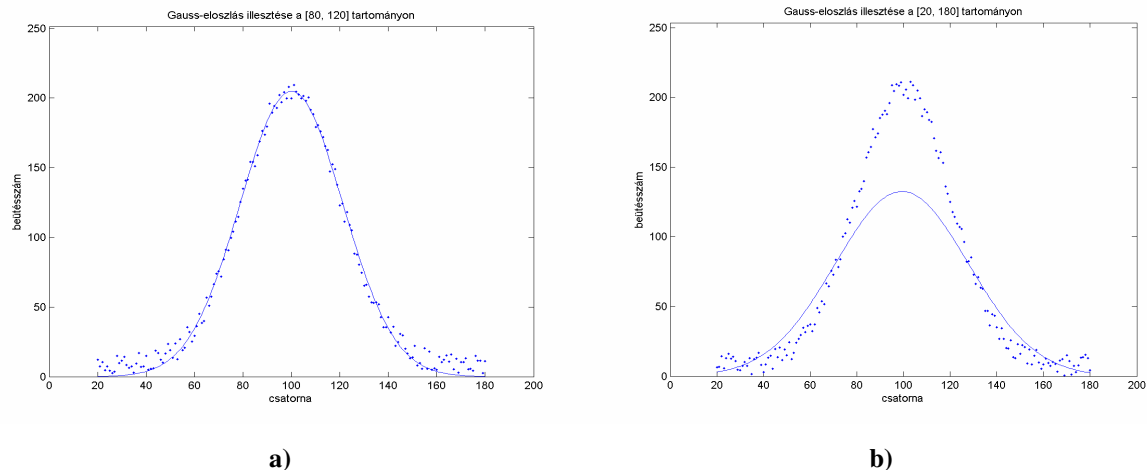 Gauss-eloszlás illesztése a [80, 120] tartományon
250
200
150
100
50
0
beütésszám
0 20 40 60 80 100 120 140 160 180 200
csatorna
a)
Gauss-eloszlás illesztése a [20, 180] tartományon
250
200
150
100
50
0
beütésszám
0 20 40 60 80 100 120 140 160 180 200
csatorna
b)